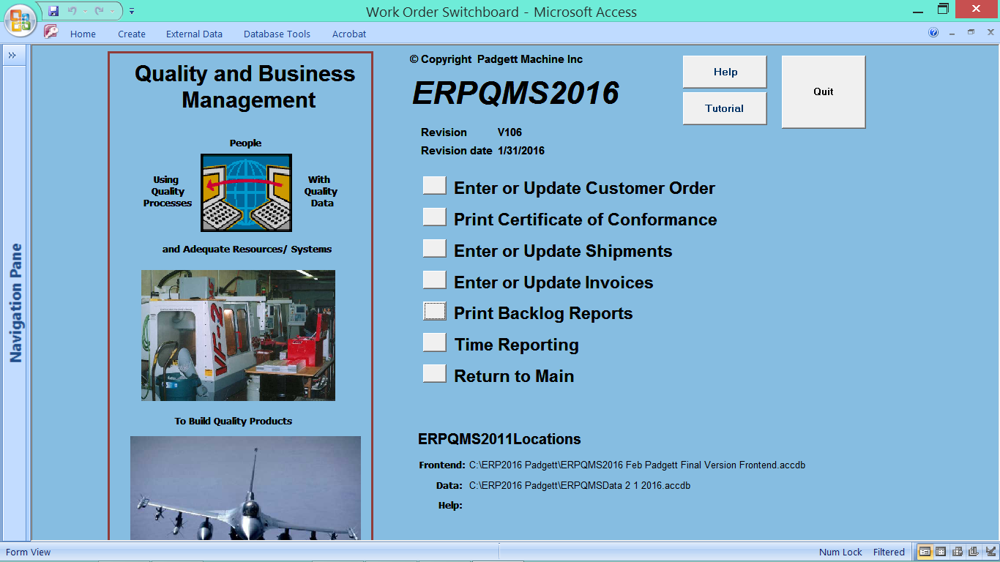 Work Order Switchboard - Microsoft Access
Home Create External Data Database Tools Acrobat
Navigation Pane
Quality and Business
Management
People
Using
Quality
Processes
With
Quality
Data
and Adequate Resources/ Systems
VF-2
To Build Quality Products
© Copyright Padgett Machine Inc
ERPQMS2016
Help
Tutorial
Quit
Revision V106
Revision date 1/31/2016
Enter or Update Customer Order
Print Certificate of Conformance
Enter or Update Shipments
Enter or Update Invoices
Print Backlog Reports
Time Reporting
Return to Main
ERPQMS2011Locations
Frontend: C:\ERP2016 Padgett\ERPQMS2016 Feb Padgett Final Version Frontend.accdb
Data: C:\ERP2016 Padgett\ERPQMSData 2 1 2016.accdb
Help:
Form View
Num Lock Filtered